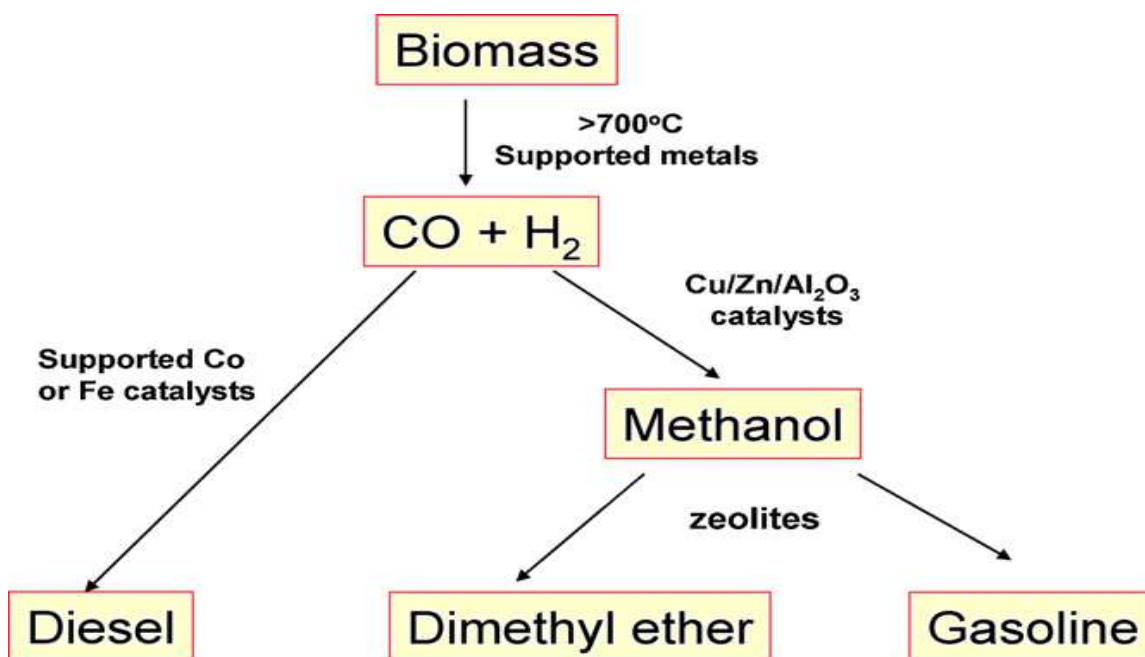 Biomass
>700°C
Supported metals
CO + H₂
Cu/Zn/Al₂O₃
catalysts
Supported Co
or Fe catalysts
Methanol
zeolites
Diesel
Dimethyl ether
Gasoline